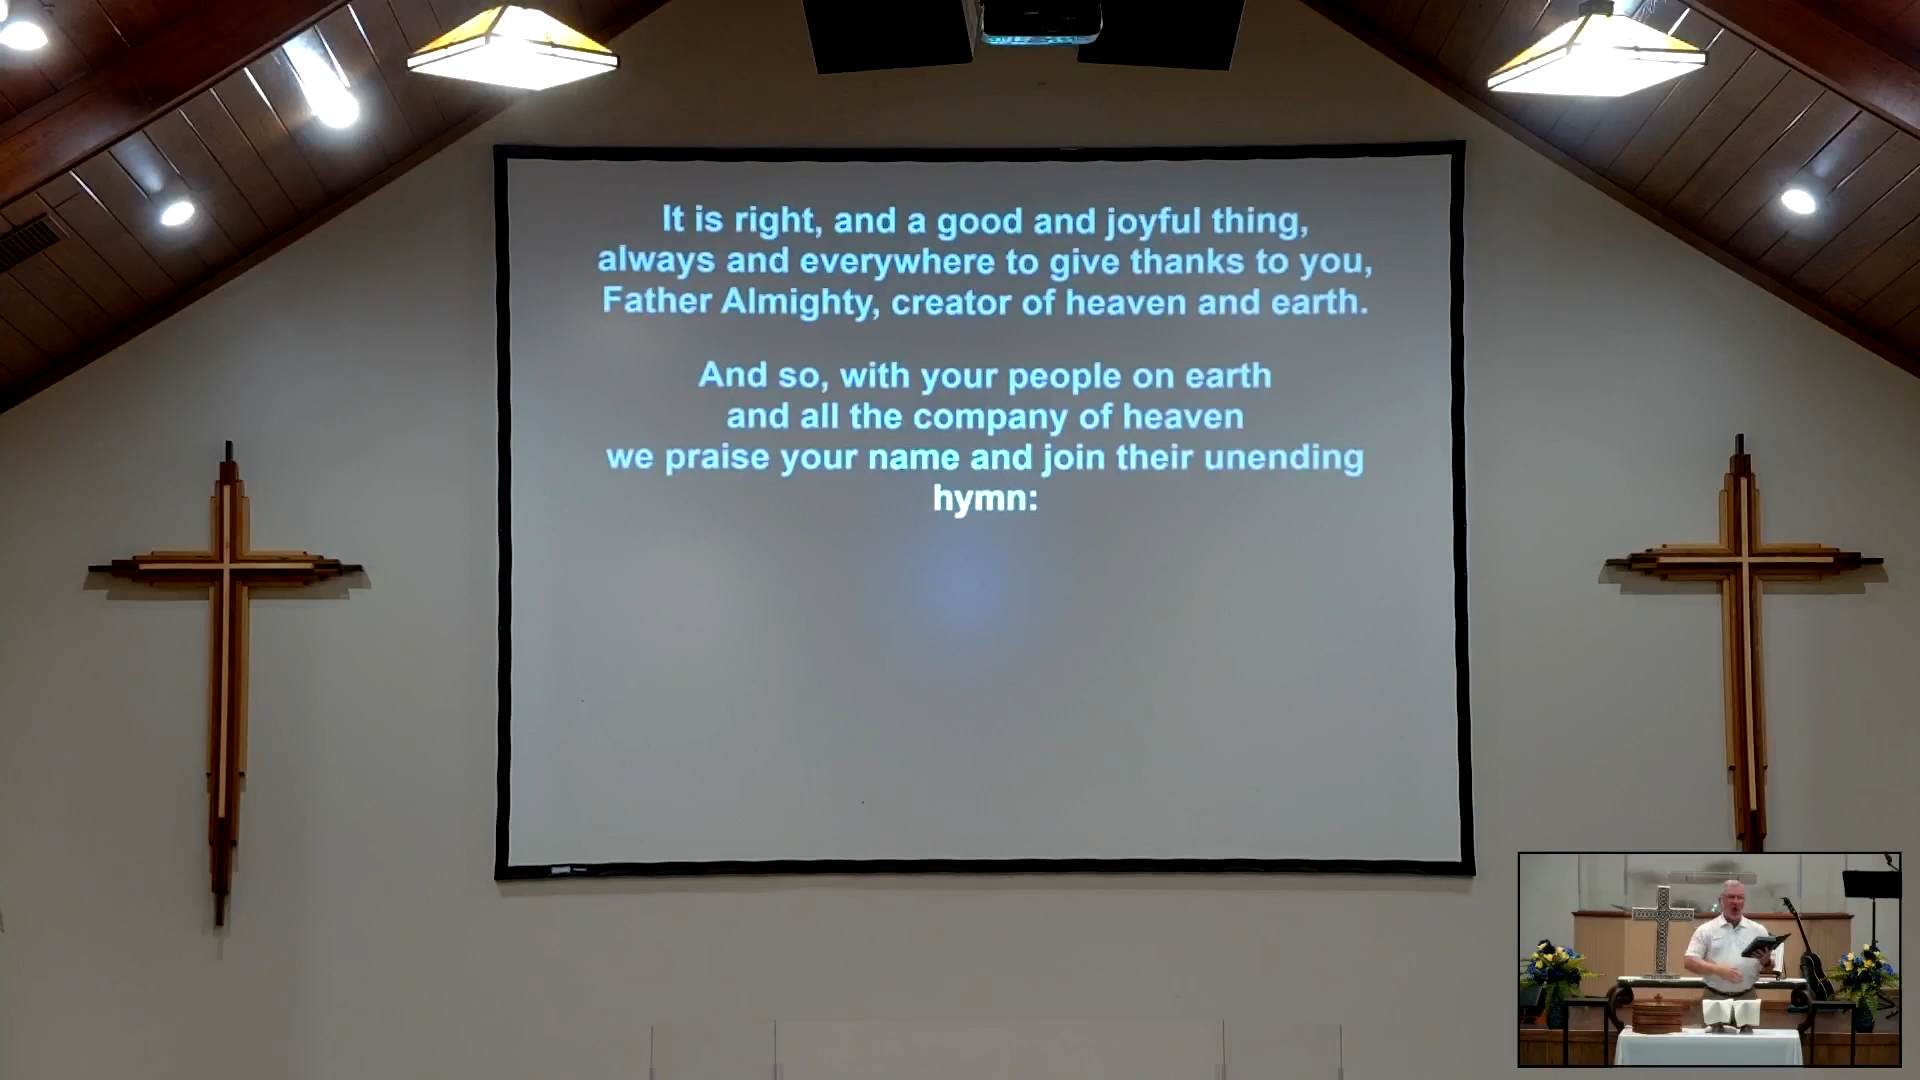 It is right, and a good and joyful thing,
always and everywhere to give thanks to you,
Father Almighty, creator of heaven and earth.
And so, with your people on earth
and all the company of heaven
we praise your name and join their unending
hymn: